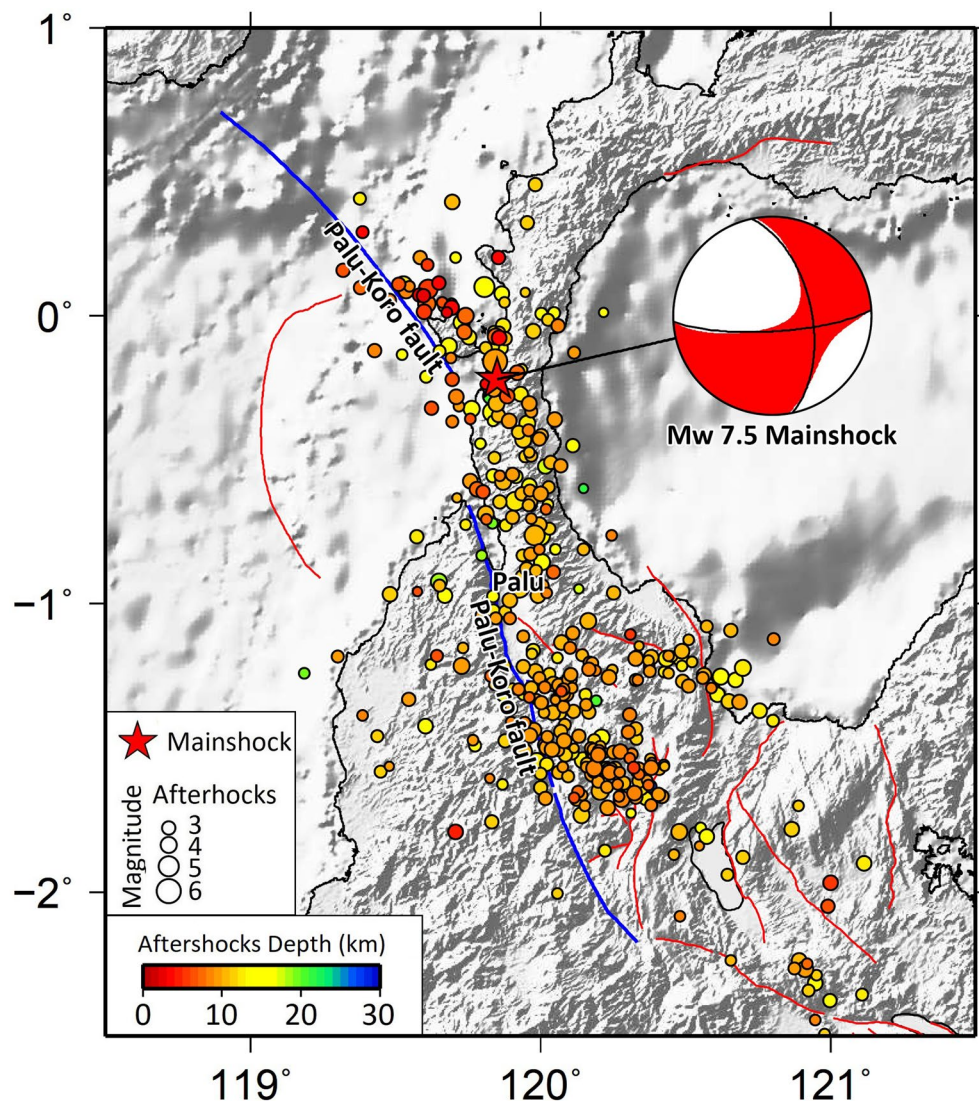 1°
0°
−1°
−2°
Palu-Koro fault
Mw 7.5 Mainshock
Palu
Palu-Koro fault
Mainshock
Magnitude
Afterhocks
3
4
5
6
Aftershocks Depth (km)
0 10 20 30
119° 120° 121°